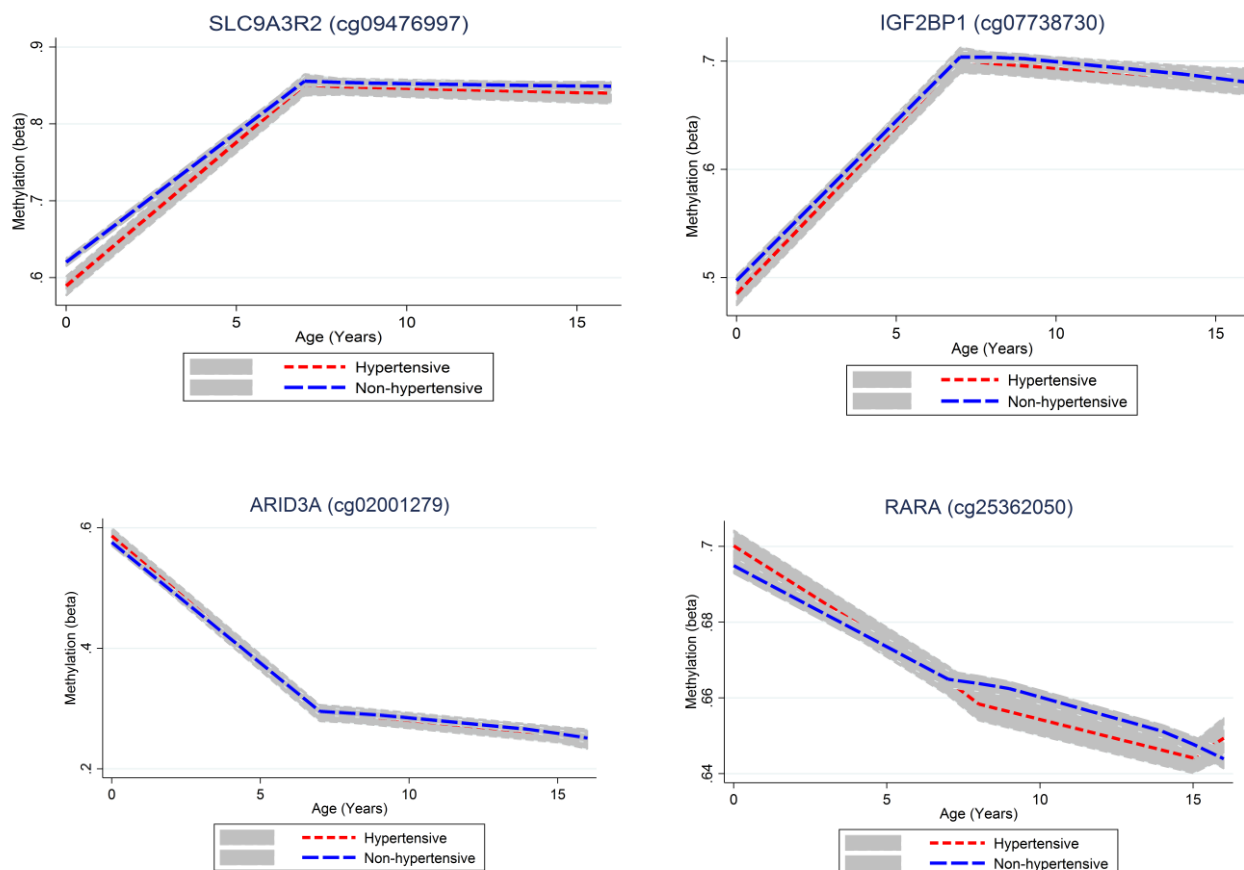 SLC9A3R2 (cg09476997)
Methylation (beta)
.9
.8
.7
.6
0 5 10 15
Age (Years)
Hypertensive
Non-hypertensive
IGF2BP1 (cg07738730)
Methylation (beta)
.7
.6
.5
0 5 10 15
Age (Years)
Hypertensive
Non-hypertensive
ARID3A (cg02001279)
Methylation (beta)
.6
.4
.2
0 5 10 15
Age (Years)
Hypertensive
Non-hypertensive
RARA (cg25362050)
Methylation (beta)
.7
.68
.66
.64
0 5 10 15
Age (Years)
Hypertensive
Non-hypertensive